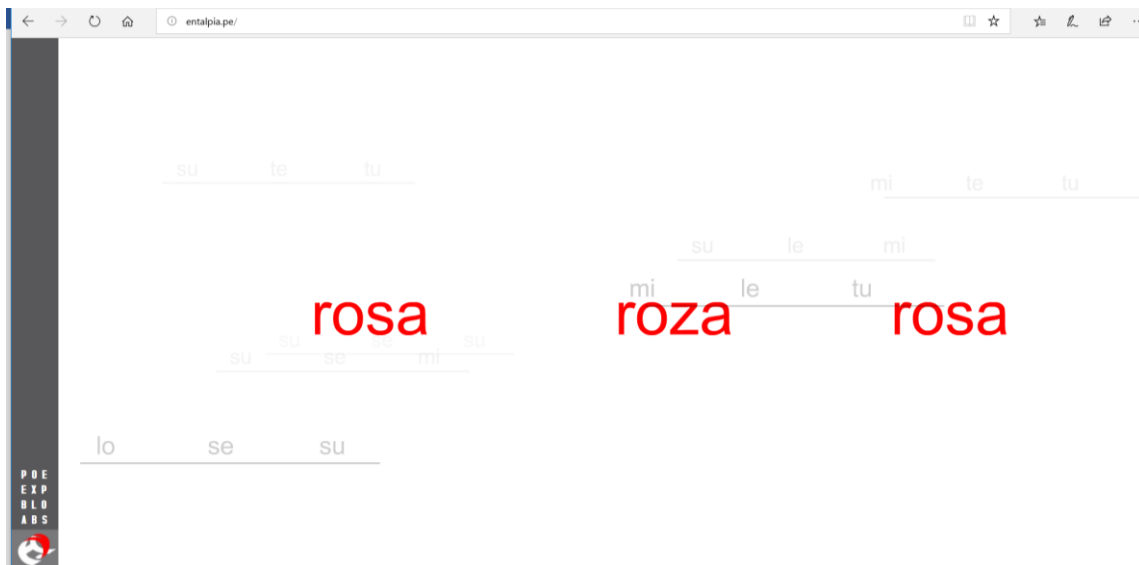 entalpia.pe/
su te tu
mi te tu
su le mi
mi le tu
rosa roza rosa
su se su
su se mi
lo se su
POE
EXP
BLO
ABS